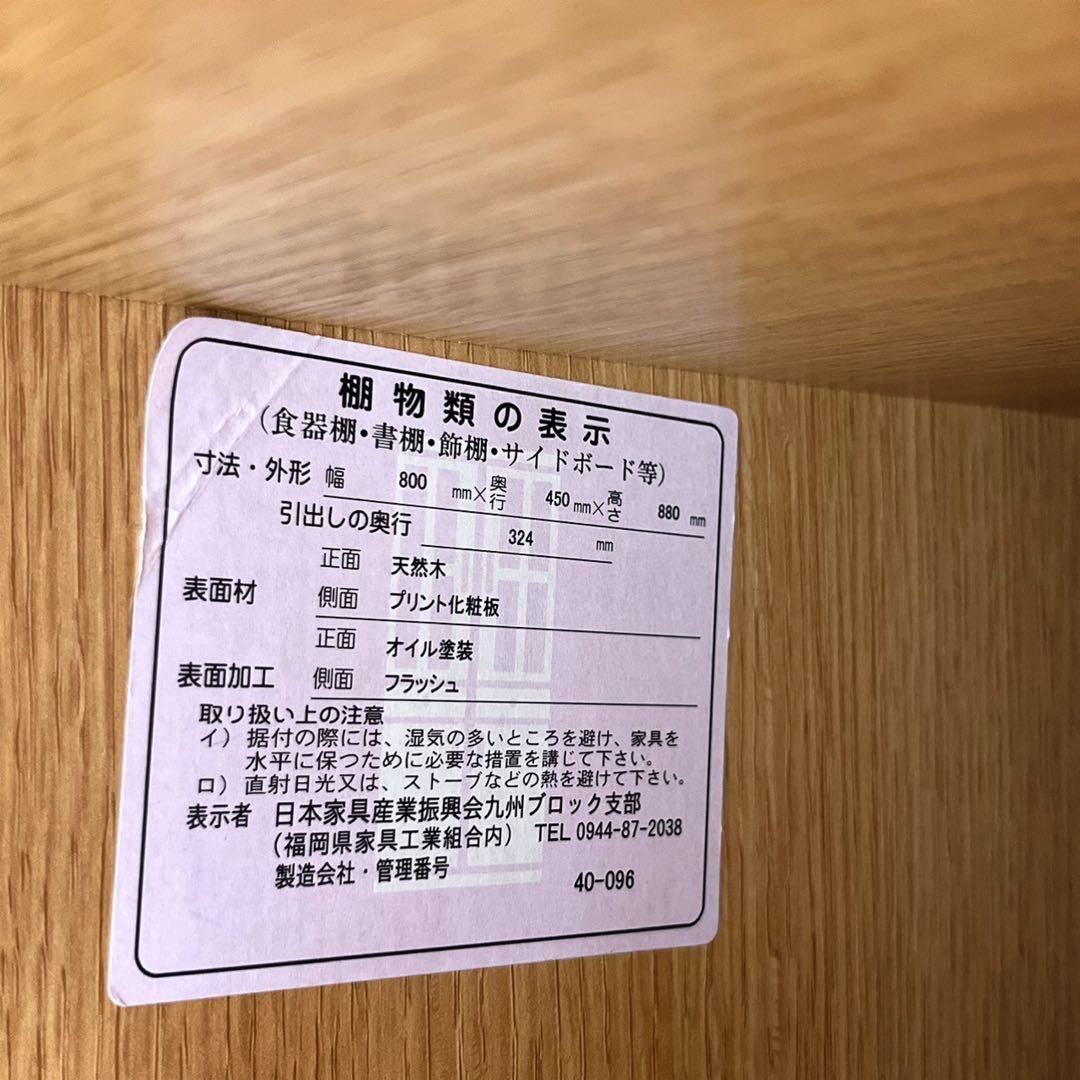 棚物類の表示
(食器棚・書棚・飾棚・サイドボード等)
寸法・外形 幅 800 mm×奥行 450 mm×高さ 880 mm
引出しの奥行 324 mm
表面材 正面 天然木
側面 プリント化粧板
表面加工 正面 オイル塗装
側面 フラッシュ
取り扱い上の注意
イ) 据付の際には、湿気の多いところを避け、家具を
水平に保つために必要な措置を講じて下さい。
ロ) 直射日光又は、ストーブなどの熱を避けて下さい。
表示者 日本家具産業振興会九州ブロック支部
(福岡県家具工業組合内) TEL 0944-87-2038
製造会社・管理番号 40-096